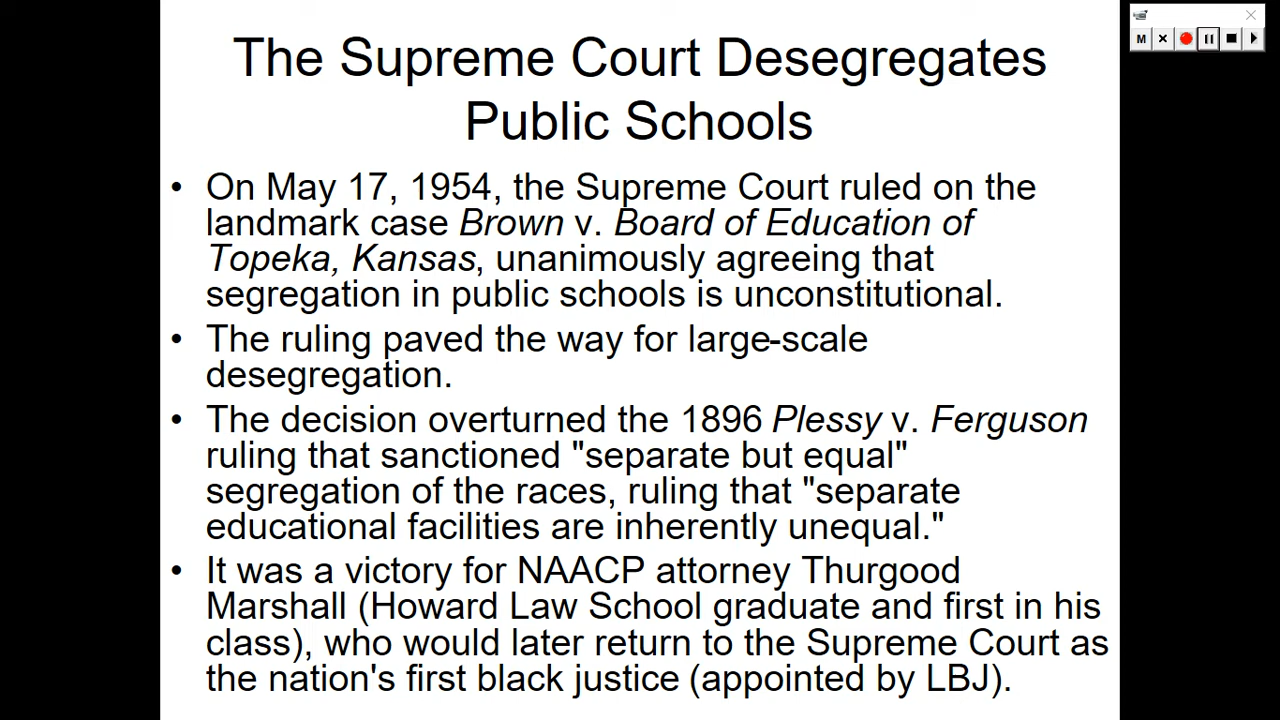 The Supreme Court Desegregates
Public Schools
• On May 17, 1954, the Supreme Court ruled on the
landmark case Brown v. Board of Education of
Topeka, Kansas, unanimously agreeing that
segregation in public schools is unconstitutional.
• The ruling paved the way for large-scale
desegregation.
• The decision overturned the 1896 Plessy v. Ferguson
ruling that sanctioned "separate but equal"
segregation of the races, ruling that "separate
educational facilities are inherently unequal."
• It was a victory for NAACP attorney Thurgood
Marshall (Howard Law School graduate and first in his
class), who would later return to the Supreme Court as
the nation's first black justice (appointed by LBJ).
M